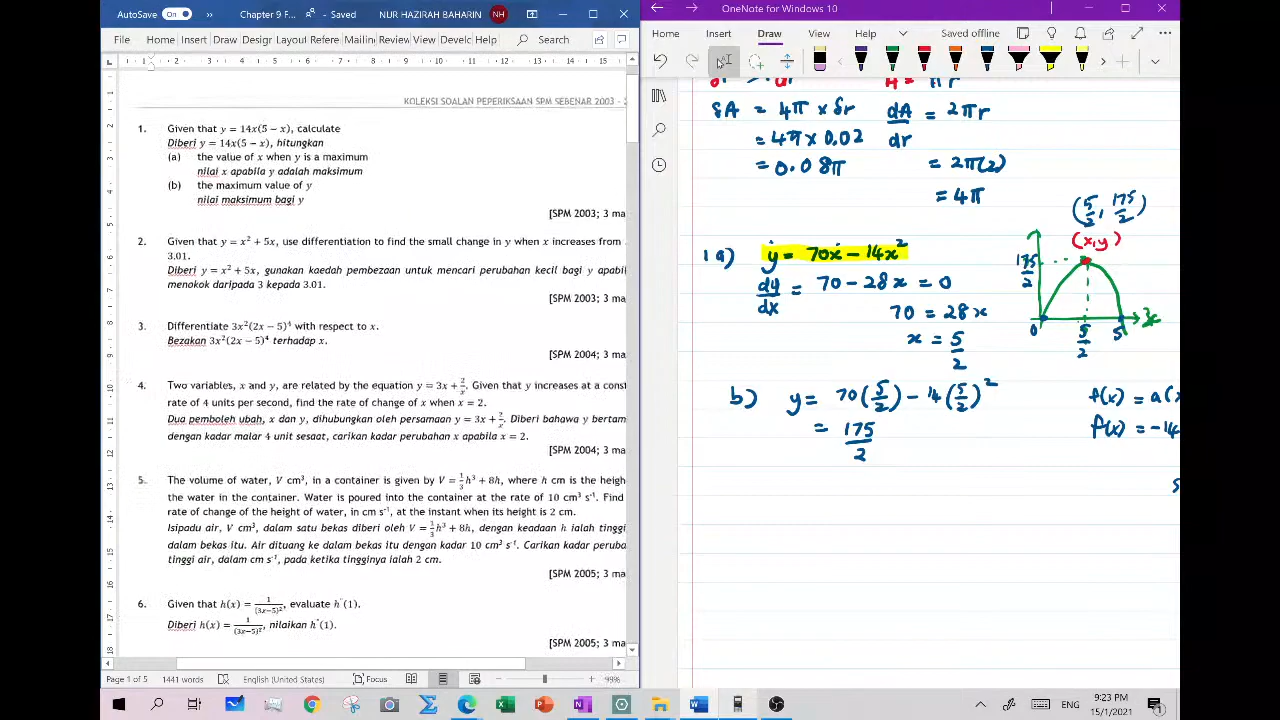 AutoSave On Chapter 9 F... - Saved NUR HAZIRAH BAHARIN NH
File Home Insert Draw Design Layout Referen Mailin Review View Develc Help Search
KOLEKSI SOALAN PEPERIKSAAN SPM SEBENAR 2003 - 2
1. Given that y = 14x(5 − x), calculate
Diberi y = 14x(5 − x), hitungkan
(a) the value of x when y is a maximum
nilai x apabila y adalah maksimum
(b) the maximum value of y
nilai maksimum bagi y
[SPM 2003; 3 ma
2. Given that y = x² + 5x, use differentiation to find the small change in y when x increases from
3.01.
Diberi y = x² + 5x, gunakan kaedah pembezaan untuk mencari perubahan kecil bagi y apabil
menokok daripada 3 kepada 3.01.
[SPM 2003; 3 ma
3. Differentiate 3x²(2x − 5)⁴ with respect to x.
Bezakan 3x²(2x − 5)⁴ terhadap x.
[SPM 2004; 3 ma
4. Two variables, x and y, are related by the equation y = 3x + 2/x. Given that y increases at a const
rate of 4 units per second, find the rate of change of x when x = 2.
Dua pemboleh ubah, x dan y, dihubungkan oleh persamaan y = 3x + 2/x. Diberi bahawa y bertam
dengan kadar malar 4 unit sesaat, carikan kadar perubahan x apabila x = 2.
[SPM 2004; 3 ma
5. The volume of water, V cm³, in a container is given by V = 1/3 h³ + 8h, where h cm is the heigh
the water in the container. Water is poured into the container at the rate of 10 cm³ s⁻¹. Find
rate of change of the height of water, in cm s⁻¹, at the instant when its height is 2 cm.
Isipadu air, V cm³, dalam satu bekas diberi oleh V = 1/3 h³ + 8h, dengan keadaan h ialah tinggi
dalam bekas itu. Air dituang ke dalam bekas itu dengan kadar 10 cm³ s⁻¹. Carikan kadar peruba
tinggi air, dalam cm s⁻¹, pada ketika tingginya ialah 2 cm.
[SPM 2005; 3 ma
6. Given that h(x) = 1/(3x−5)², evaluate h″(1).
Diberi h(x) = 1/(3x−5)², nilaikan h″(1).
[SPM 2005; 3 ma
Page 1 of 5 1441 wor English (United States) Focus 99%
OneNote for Windows 10
Home Insert Draw View Help Saved offline
A = πr
δA = 4π × δr
= 4π × 0.02
= 0.08π
dA/dr = 2πr
= 2π(2)
= 4π
1 a) y = 70x − 14x²
dy/dx = 70 − 28x = 0
70 = 28x
x = 5/2
(5/2, 175/2)
(x, y)
175/2
0 5/2 5 x
b) y = 70(5/2) − 14(5/2)²
= 175/2
f(x) = a(x
f(x) = −14
ENG 9:23 PM
15/1/2021